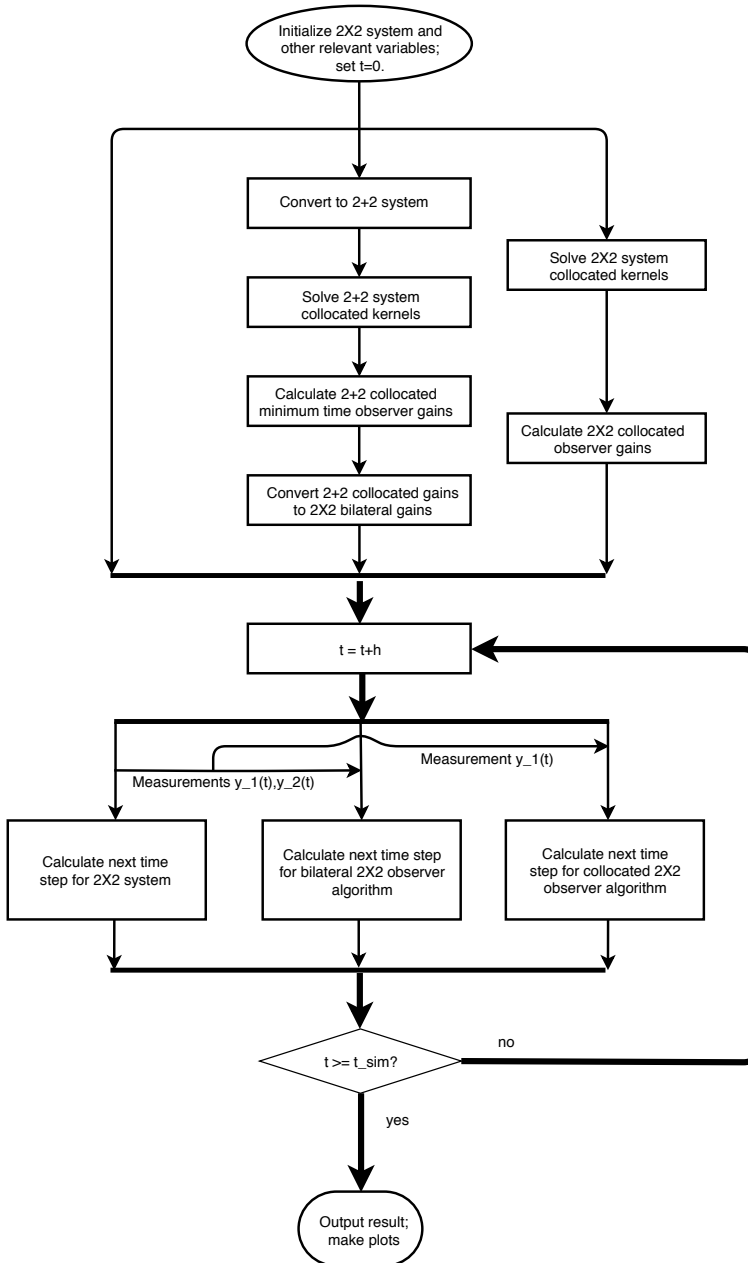 Initialize 2X2 system and
other relevant variables;
set t=0.
Convert to 2+2 system
Solve 2X2 system
collocated kernels
Solve 2+2 system
collocated kernels
Calculate 2+2 collocated
minimum time observer gains
Calculate 2X2 collocated
observer gains
Convert 2+2 collocated gains
to 2X2 bilateral gains
t = t+h
Measurement y_1(t)
Measurements y_1(t),y_2(t)
Calculate next time
step for 2X2 system
Calculate next time step
for bilateral 2X2 observer
algorithm
Calculate next time
step for collocated 2X2
observer algorithm
t >= t_sim?
no
yes
Output result;
make plots